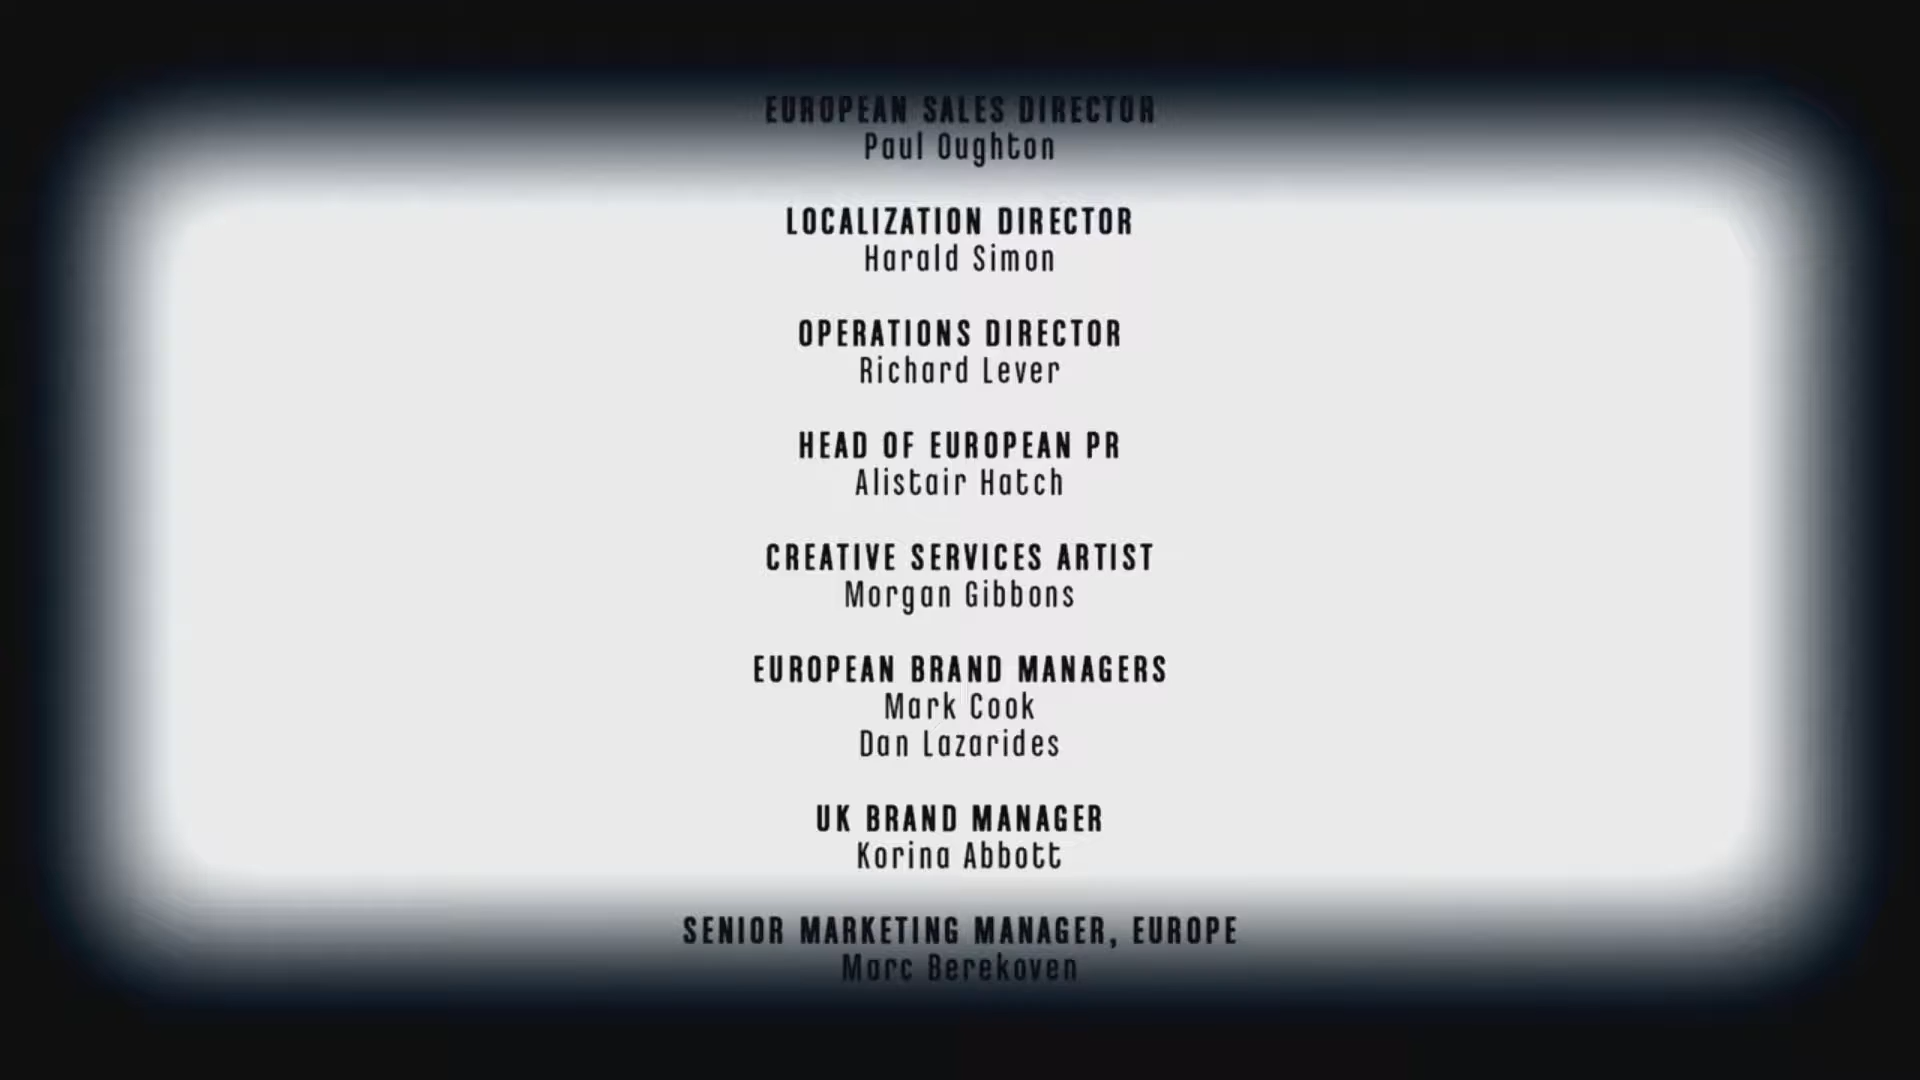 EUROPEAN SALES DIRECTOR
Paul Oughton
LOCALIZATION DIRECTOR
Harald Simon
OPERATIONS DIRECTOR
Richard Lever
HEAD OF EUROPEAN PR
Alistair Hatch
CREATIVE SERVICES ARTIST
Morgan Gibbons
EUROPEAN BRAND MANAGERS
Mark Cook
Dan Lazarides
UK BRAND MANAGER
Korina Abbott
SENIOR MARKETING MANAGER, EUROPE
Marc Berekoven